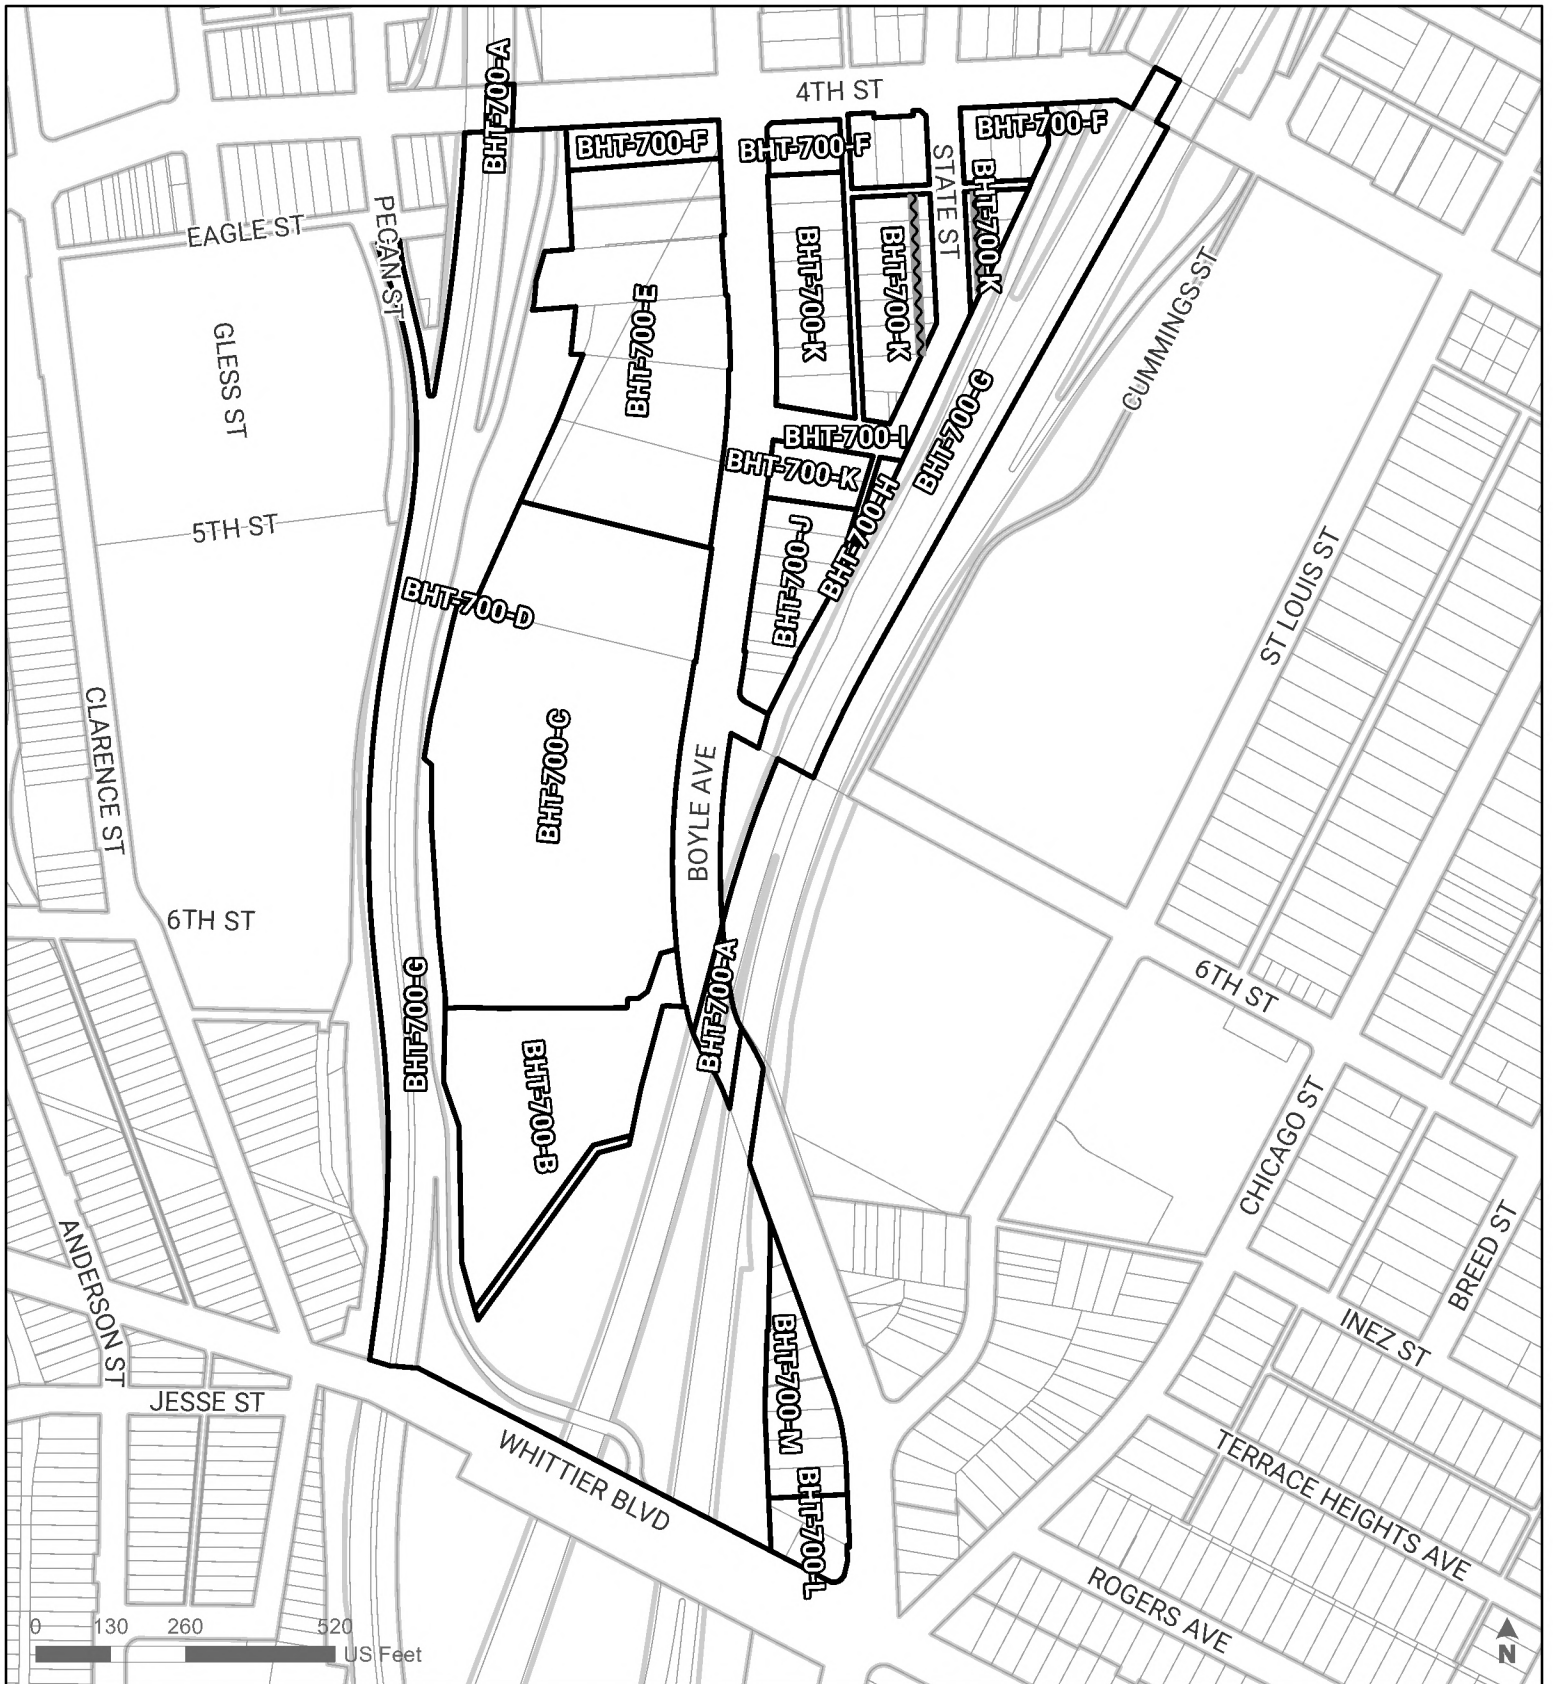 BHT-700-A
4TH ST
BHT-700-F
BHT-700-F
BHT-700-F
STATE ST
BHT-700-K
EAGLE ST
PECAN ST
GLESS ST
BHT-700-E
BHT-700-K
BHT-700-K
CUMMINGS ST
BHT-700-G
BHT-700-I
BHT-700-K
BHT-700-H
BHT-700-J
5TH ST
BHT-700-D
ST LOUIS ST
CLARENCE ST
BHT-700-C
BOYLE AVE
6TH ST
6TH ST
BHT-700-G
BHT-700-A
BHT-700-B
CHICAGO ST
BREED ST
ANDERSON ST
INEZ ST
BHT-700-M
JESSE ST
WHITTIER BLVD
TERRACE HEIGHTS AVE
BHT-700-L
ROGERS AVE
0 130 260 520
US Feet
N